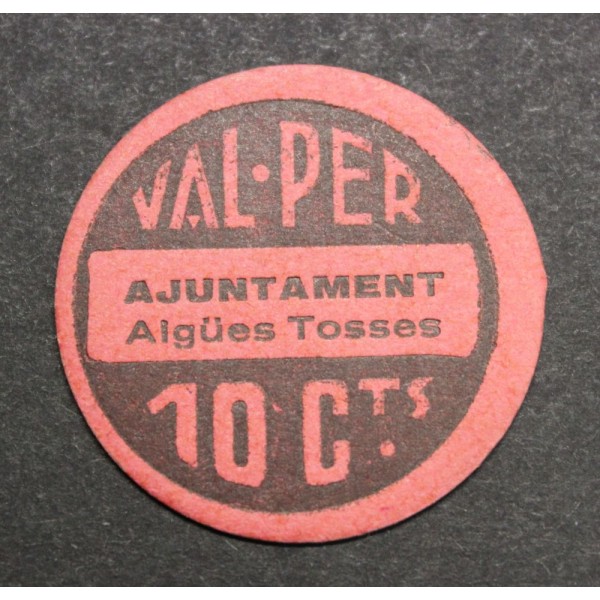 VAL·PER
AJUNTAMENT
Aigües Tosses
10 CTS